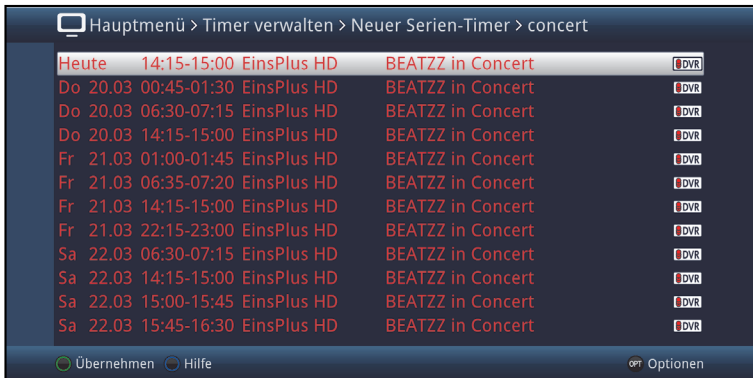 Hauptmenü > Timer verwalten > Neuer Serien-Timer > concert
Heute 14:15-15:00 EinsPlus HD BEATZZ in Concert DVR
Do 20.03 00:45-01:30 EinsPlus HD BEATZZ in Concert DVR
Do 20.03 06:30-07:15 EinsPlus HD BEATZZ in Concert DVR
Do 20.03 14:15-15:00 EinsPlus HD BEATZZ in Concert DVR
Fr 21.03 01:00-01:45 EinsPlus HD BEATZZ in Concert DVR
Fr 21.03 06:35-07:20 EinsPlus HD BEATZZ in Concert DVR
Fr 21.03 14:15-15:00 EinsPlus HD BEATZZ in Concert DVR
Fr 21.03 22:15-23:00 EinsPlus HD BEATZZ in Concert DVR
Sa 22.03 06:30-07:15 EinsPlus HD BEATZZ in Concert DVR
Sa 22.03 14:15-15:00 EinsPlus HD BEATZZ in Concert DVR
Sa 22.03 15:00-15:45 EinsPlus HD BEATZZ in Concert DVR
Sa 22.03 15:45-16:30 EinsPlus HD BEATZZ in Concert DVR
Übernehmen Hilfe OPT Optionen